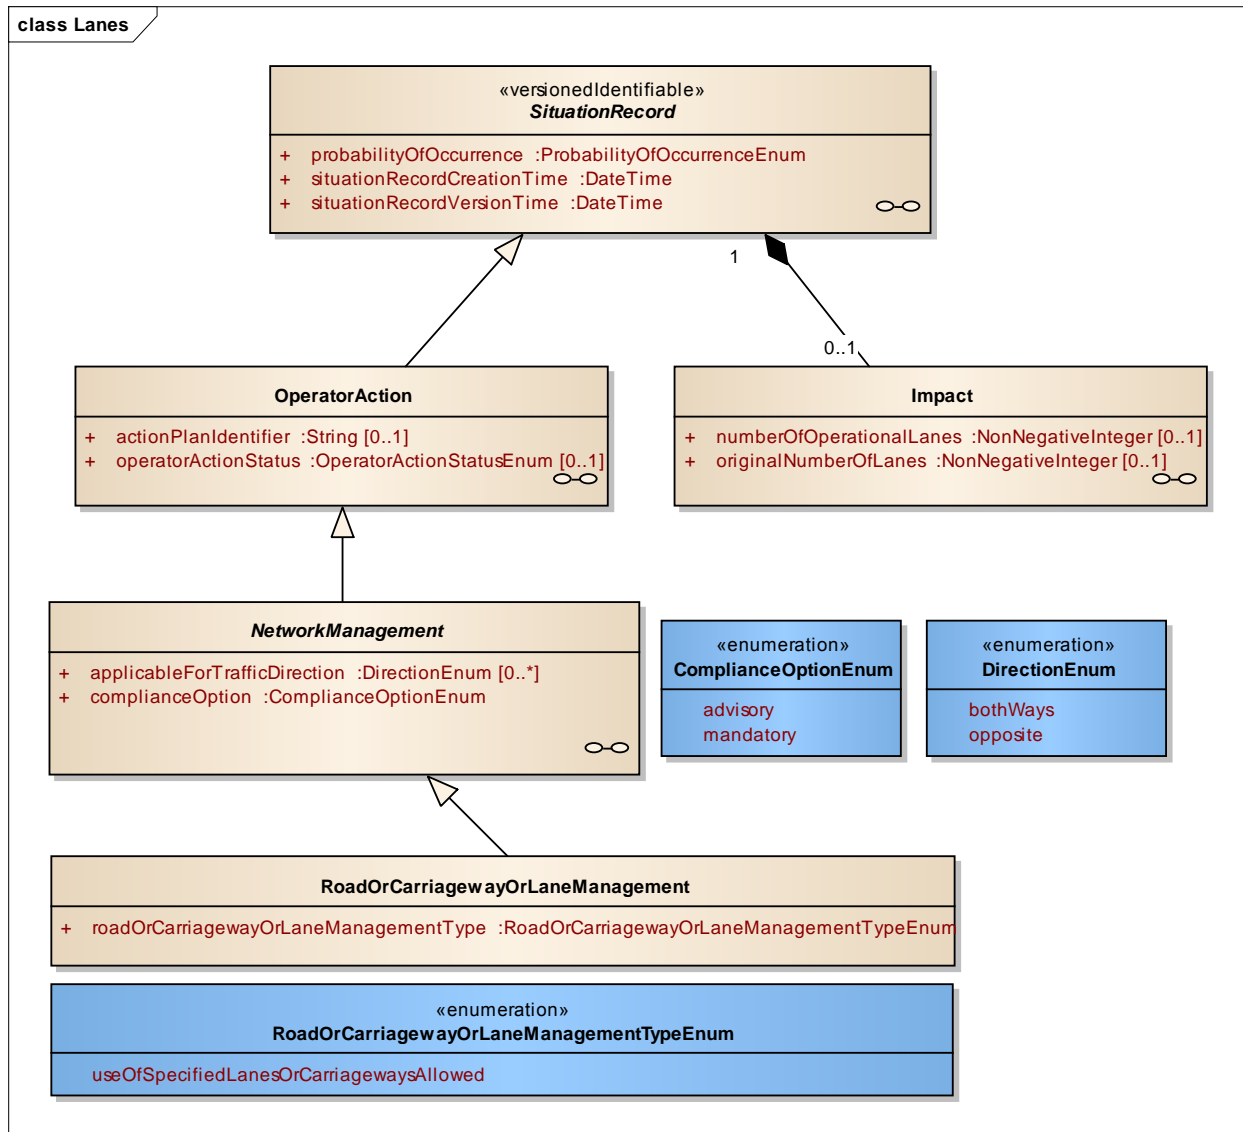 class Lanes
«versionedIdentifiable»
SituationRecord
+ probabilityOfOccurrence :ProbabilityOfOccurrenceEnum
+ situationRecordCreationTime :DateTime
+ situationRecordVersionTime :DateTime
1
0..1
OperatorAction
+ actionPlanIdentifier :String [0..1]
+ operatorActionStatus :OperatorActionStatusEnum [0..1]
Impact
+ numberOfOperationalLanes :NonNegativeInteger [0..1]
+ originalNumberOfLanes :NonNegativeInteger [0..1]
NetworkManagement
+ applicableForTrafficDirection :DirectionEnum [0..*]
+ complianceOption :ComplianceOptionEnum
«enumeration»
ComplianceOptionEnum
advisory
mandatory
«enumeration»
DirectionEnum
bothWays
opposite
RoadOrCarriagewayOrLaneManagement
+ roadOrCarriagewayOrLaneManagementType :RoadOrCarriagewayOrLaneManagementTypeEnum
«enumeration»
RoadOrCarriagewayOrLaneManagementTypeEnum
useOfSpecifiedLanesOrCarriagewaysAllowed